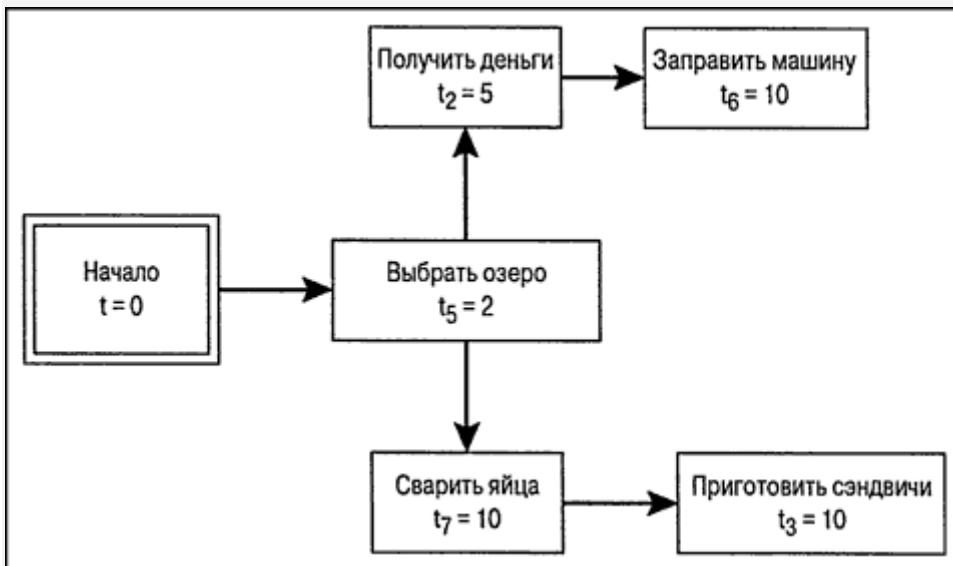 Получить деньги
t2 = 5
Заправить машину
t6 = 10
Начало
t = 0
Выбрать озеро
t5 = 2
Сварить яйца
t7 = 10
Приготовить сэндвичи
t3 = 10